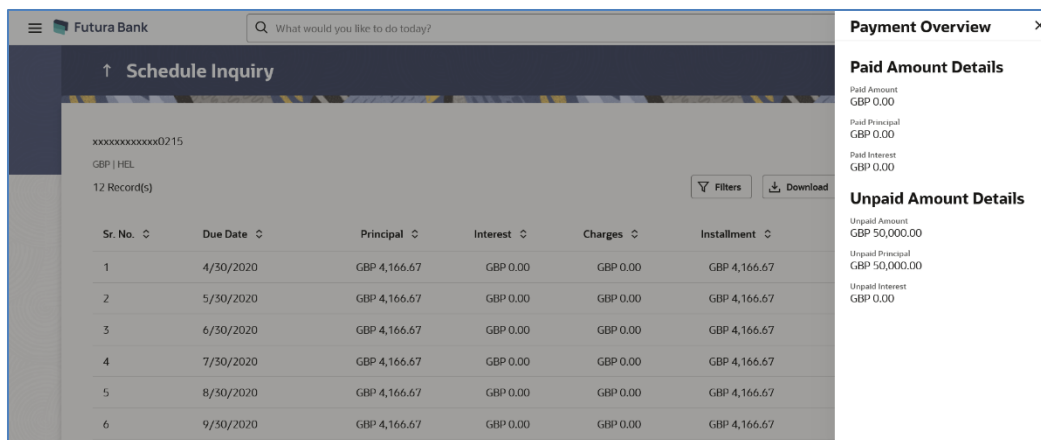 Futura Bank
What would you like to do today?
↑ Schedule Inquiry
xxxxxxxxxxxx0215
GBP | HEL
12 Record(s)
Filters Download
Sr. No. Due Date Principal Interest Charges Installment
1 4/30/2020 GBP 4,166.67 GBP 0.00 GBP 0.00 GBP 4,166.67
2 5/30/2020 GBP 4,166.67 GBP 0.00 GBP 0.00 GBP 4,166.67
3 6/30/2020 GBP 4,166.67 GBP 0.00 GBP 0.00 GBP 4,166.67
4 7/30/2020 GBP 4,166.67 GBP 0.00 GBP 0.00 GBP 4,166.67
5 8/30/2020 GBP 4,166.67 GBP 0.00 GBP 0.00 GBP 4,166.67
6 9/30/2020 GBP 4,166.67 GBP 0.00 GBP 0.00 GBP 4,166.67
Payment Overview
Paid Amount Details
Paid Amount
GBP 0.00
Paid Principal
GBP 0.00
Paid Interest
GBP 0.00
Unpaid Amount Details
Unpaid Amount
GBP 50,000.00
Unpaid Principal
GBP 50,000.00
Unpaid Interest
GBP 0.00